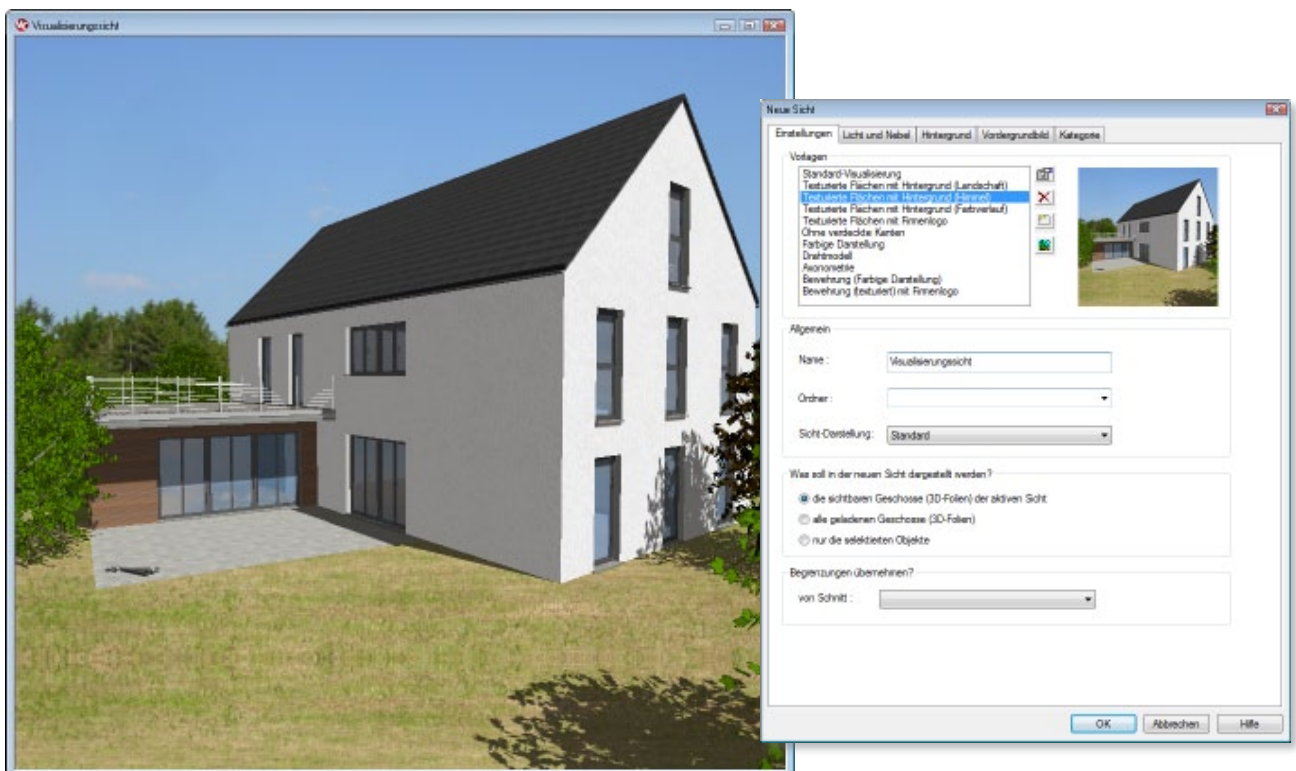 Visualisierungssicht
Neue Sicht
Einstellungen Licht und Nebel Hintergrund Vordergrundbild Kategorie
Vorlagen
Standard-Visualisierung
Texturierte Flächen mit Hintergrund (Landschaft)
Texturierte Flächen mit Hintergrund (Himmel)
Texturierte Flächen mit Hintergrund (Farbverlauf)
Texturierte Flächen mit Firmenlogo
Ohne verdeckte Kanten
Farbige Darstellung
Drahtmodell
Axonometrie
Bewehrung (Farbige Darstellung)
Bewehrung (texturiert) mit Firmenlogo
Allgemein
Name : Visualisierungssicht
Ordner :
Sicht-Darstellung: Standard
Was soll in der neuen Sicht dargestellt werden?
die sichtbaren Geschosse (3D-Folien) der aktiven Sicht
alle geladenen Geschosse (3D-Folien)
nur die selektierten Objekte
Begrenzungen übernehmen?
von Schnitt :
OK Abbrechen Hilfe